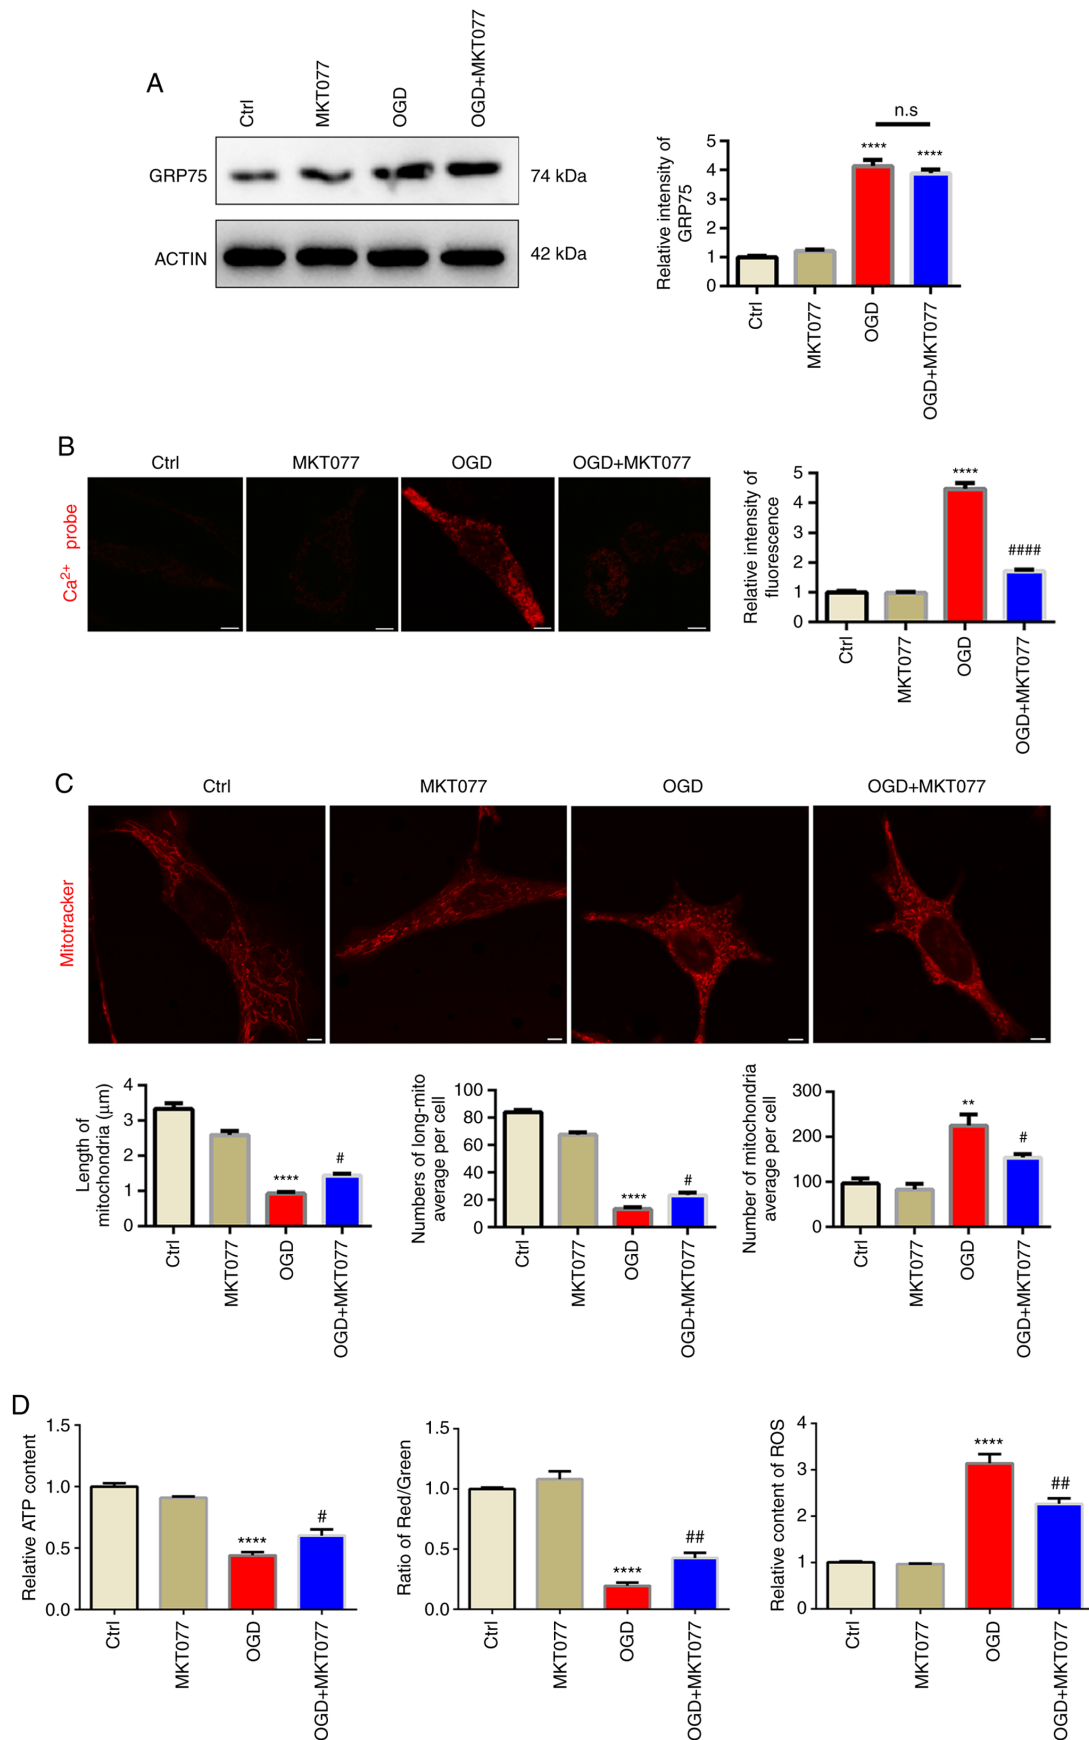 A
Ctrl
MKT077
OGD
OGD+MKT077
GRP75
74 kDa
ACTIN
42 kDa
n.s
Relative intensity of
GRP75
5
4
3
2
1
0
****
****
Ctrl
MKT077
OGD
OGD+MKT077
B
Ctrl
MKT077
OGD
OGD+MKT077
Ca2+ probe
Relative intensity of
fluorescence
5
4
3
2
1
0
****
####
Ctrl
MKT077
OGD
OGD+MKT077
C
Ctrl
MKT077
OGD
OGD+MKT077
Mitotracker
Length of
mitochondria (μm)
4
3
2
1
0
****
#
Ctrl
MKT077
OGD
OGD+MKT077
Numbers of long-mito
average per cell
100
80
60
40
20
0
****
#
Ctrl
MKT077
OGD
OGD+MKT077
Number of mitochondria
average per cell
300
200
100
0
**
#
Ctrl
MKT077
OGD
OGD+MKT077
D
Relative ATP content
1.5
1.0
0.5
0.0
****
#
Ctrl
MKT077
OGD
OGD+MKT077
Ratio of Red/Green
1.5
1.0
0.5
0.0
****
##
Ctrl
MKT077
OGD
OGD+MKT077
Relative content of ROS
4
3
2
1
0
****
##
Ctrl
MKT077
OGD
OGD+MKT077